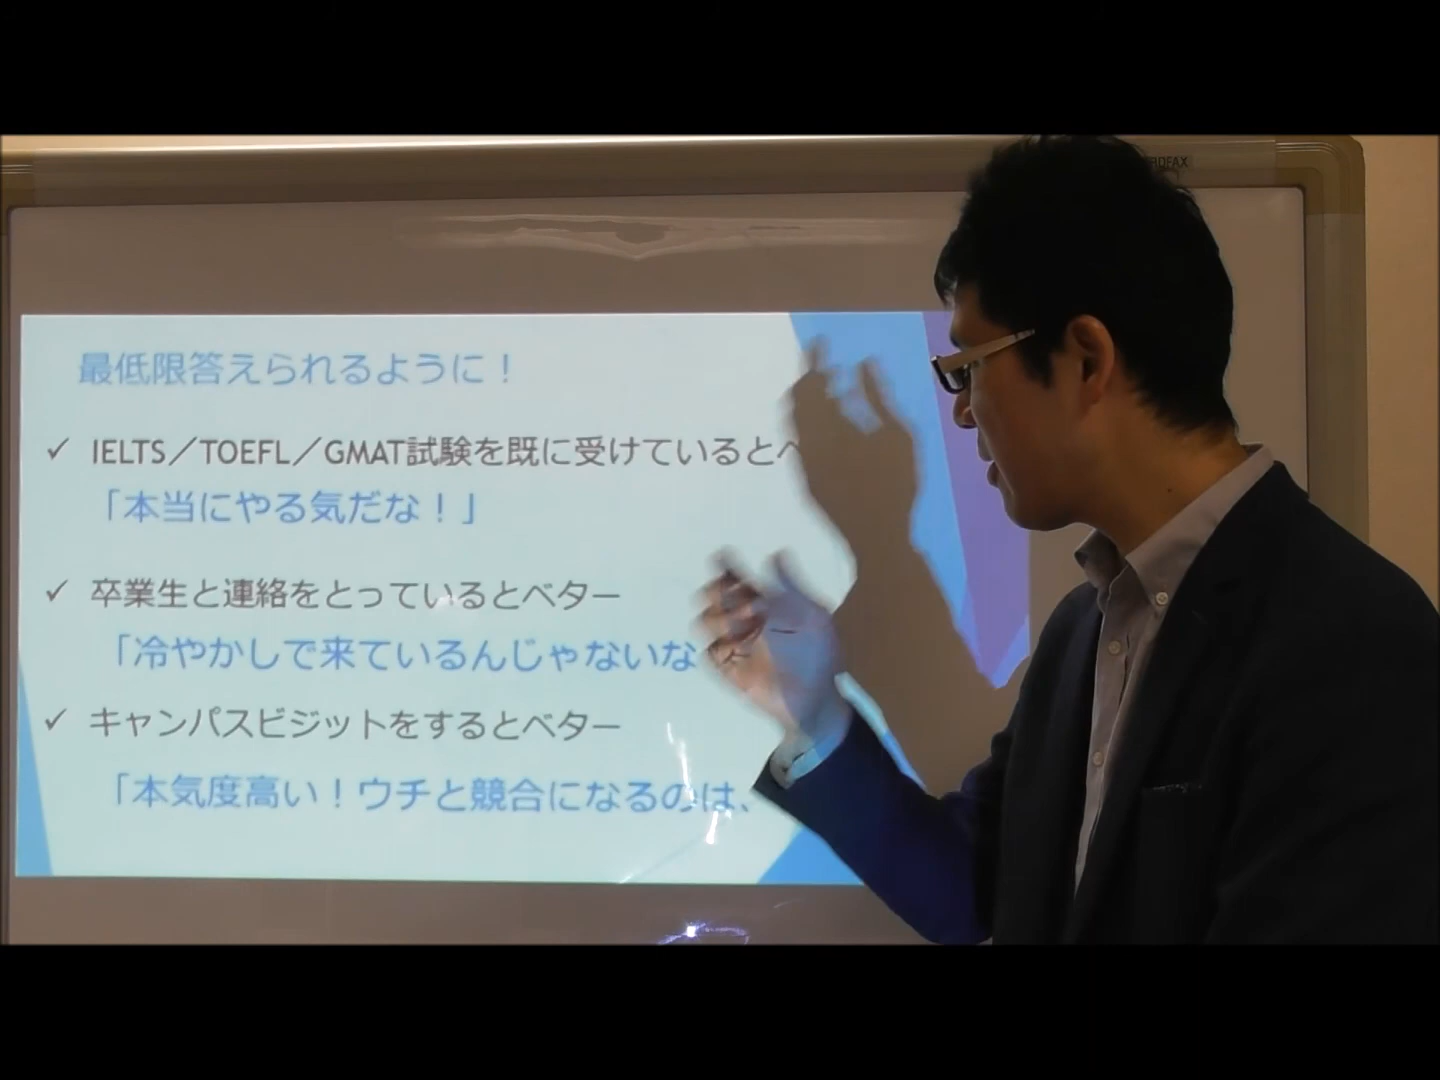 最低限答えられるように！
✓ IELTS／TOEFL／GMAT試験を既に受けていると
「本当にやる気だな！」
✓ 卒業生と連絡をとっているとベター
「冷やかしで来ているんじゃないな
✓ キャンパスビジットをするとベター
「本気度高い！ウチと競合になるのは、